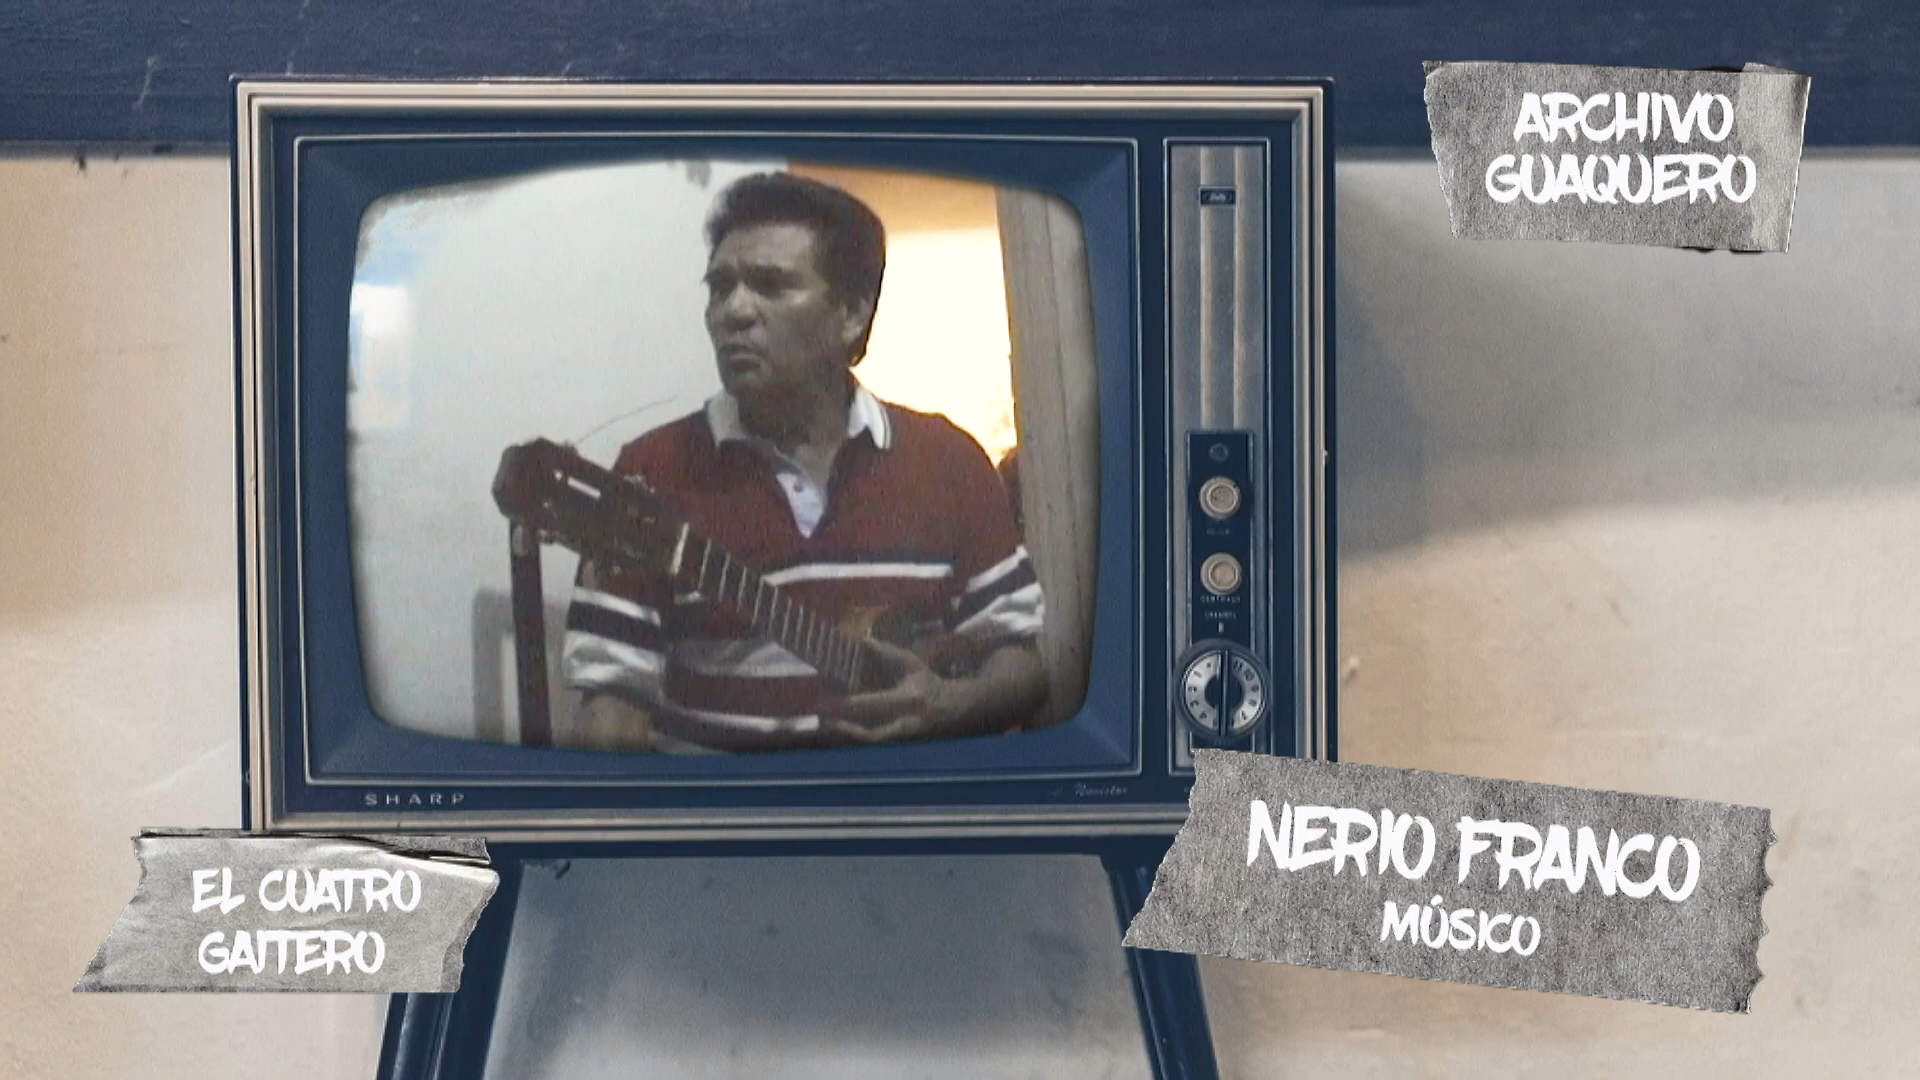 ARCHIVO
GUAQUERO
SHARP
EL CUATRO
GAITERO
NERIO FRANCO
MÚSICO